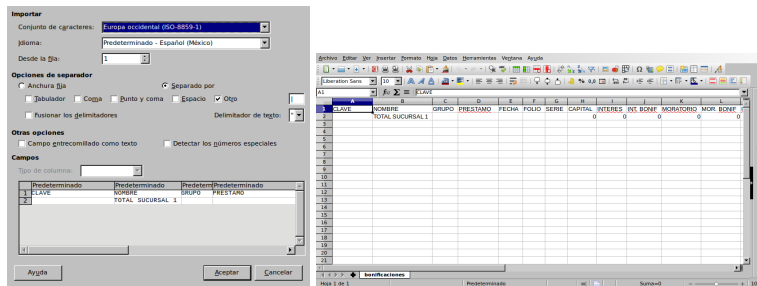 Importar
Conjunto de caracteres: Europa occidental (ISO-8859-1)
Idioma: Predeterminado - Español (México)
Desde la fila: 1
Opciones de separador
Anchura fija Separado por
Tabulador Coma Punto y coma Espacio Otro |
Fusionar los delimitadores Delimitador de texto: "
Otras opciones
Campo entrecomillado como texto Detectar los números especiales
Campos
Tipo de columna:
Predeterminado Predeterminado Predeterm Predeterminado
1 CLAVE NOMBRE GRUPO PRESTAMO
2 TOTAL SUCURSAL 1
Ayuda Aceptar Cancelar
Archivo Editar Ver Insertar Formato Hoja Datos Herramientas Ventana Ayuda
Liberation Sans 10
A1 CLAVE
A B C D E F G H I J K L
1 CLAVE NOMBRE GRUPO PRESTAMO FECHA FOLIO SERIE CAPITAL INTERES INT. BONIF MORATORIO MOR. BONIF
2 TOTAL SUCURSAL 1 0 0 0 0 0
3
4
5
6
7
8
9
10
11
12
13
14
15
16
17
18
19
20
21
bonificaciones
Hoja 1 de 1 Predeterminado Suma=0 10